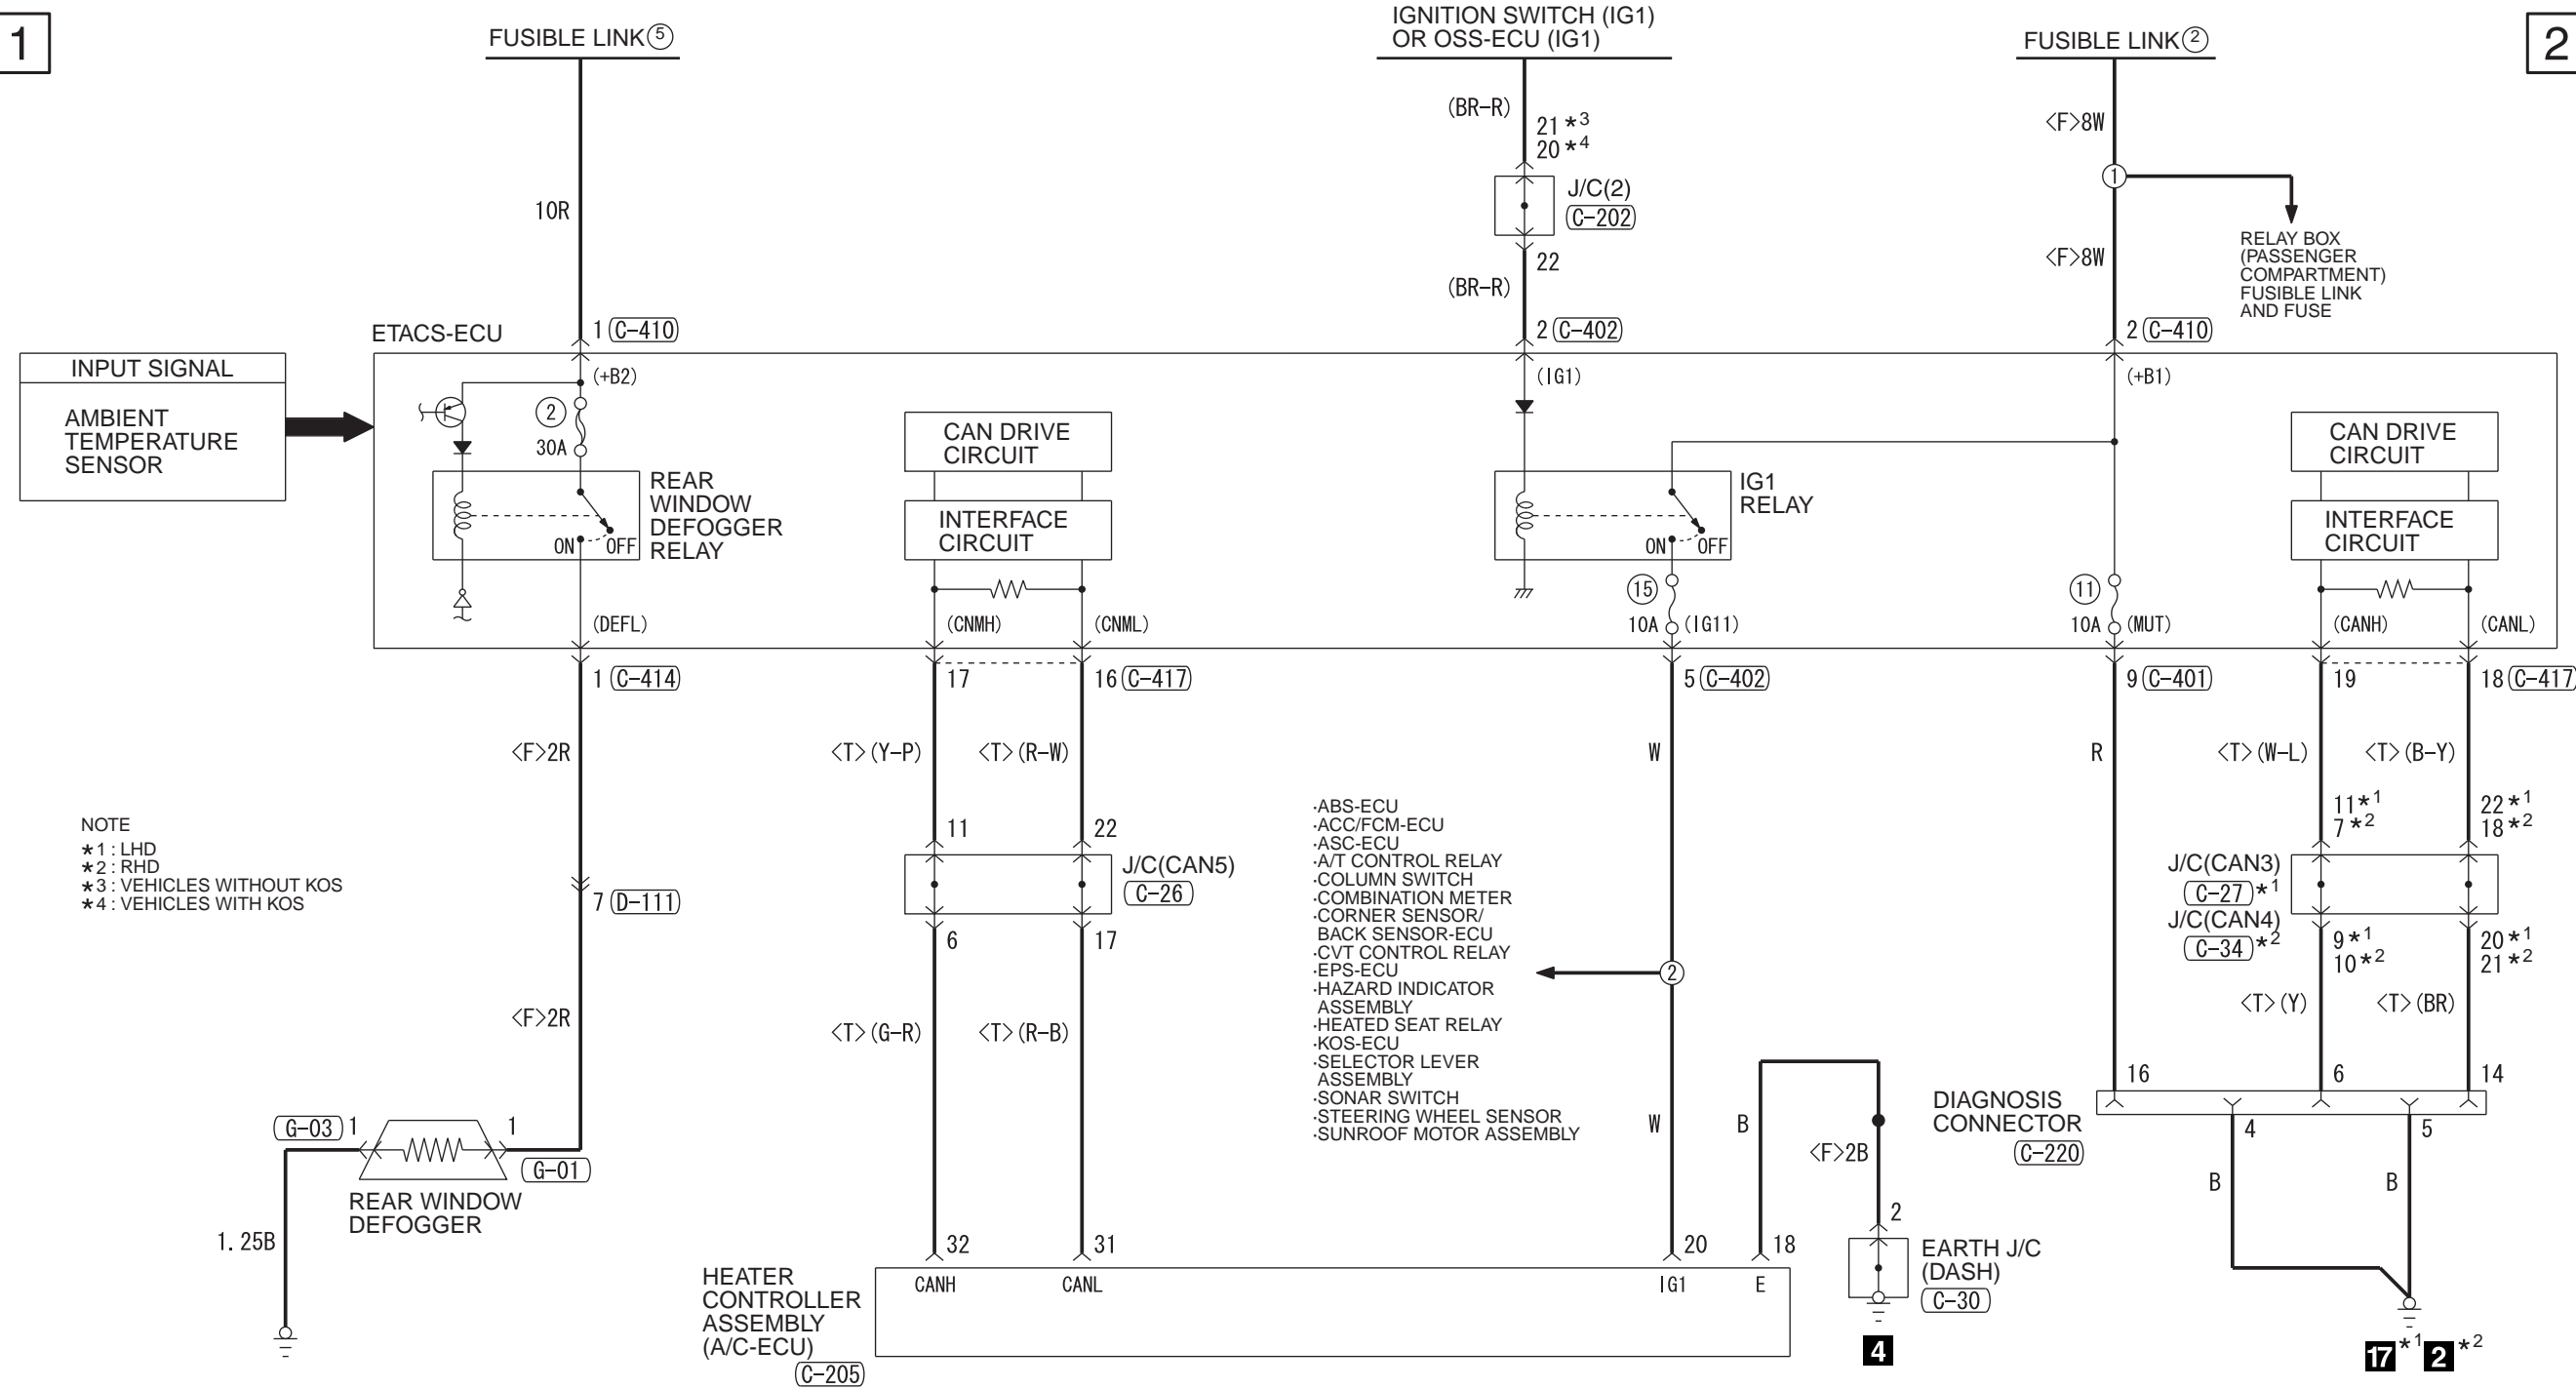 1
FUSIBLE LINK ⑤
IGNITION SWITCH (IG1)
OR OSS-ECU (IG1)
FUSIBLE LINK ②
2
10R
(BR-R)
21 *3
20 *4
J/C(2)
C-202
22
(BR-R)
<F>8W
1
<F>8W
RELAY BOX
(PASSENGER
COMPARTMENT)
FUSIBLE LINK
AND FUSE
ETACS-ECU
1 C-410
2 C-402
2 C-410
INPUT SIGNAL
AMBIENT
TEMPERATURE
SENSOR
(+B2)
(IG1)
(+B1)
2
30A
REAR
WINDOW
DEFOGGER
RELAY
ON
OFF
CAN DRIVE
CIRCUIT
INTERFACE
CIRCUIT
IG1
RELAY
ON
OFF
CAN DRIVE
CIRCUIT
INTERFACE
CIRCUIT
15
10A
11
10A
(DEFL)
(CNMH)
(CNML)
(IG11)
(MUT)
(CANH)
(CANL)
1 C-414
17
16 C-417
5 C-402
9 C-401
19
18 C-417
<F>2R
<T>(Y-P)
<T>(R-W)
W
R
<T>(W-L)
<T>(B-Y)
NOTE
*1 : LHD
*2 : RHD
*3 : VEHICLES WITHOUT KOS
*4 : VEHICLES WITH KOS
7 D-111
11
22
J/C(CAN5)
C-26
6
17
·ABS-ECU
·ACC/FCM-ECU
·ASC-ECU
·A/T CONTROL RELAY
·COLUMN SWITCH
·COMBINATION METER
·CORNER SENSOR/
BACK SENSOR-ECU
·CVT CONTROL RELAY
·EPS-ECU
·HAZARD INDICATOR
ASSEMBLY
·HEATED SEAT RELAY
·KOS-ECU
·SELECTOR LEVER
ASSEMBLY
·SONAR SWITCH
·STEERING WHEEL SENSOR
·SUNROOF MOTOR ASSEMBLY
2
11*1
7*2
22*1
18*2
J/C(CAN3)
C-27 *1
J/C(CAN4)
C-34 *2
9*1
10*2
20*1
21*2
<F>2R
<T>(G-R)
<T>(R-B)
W
B
<F>2B
<T>(Y)
<T>(BR)
16
6
14
DIAGNOSIS
CONNECTOR
C-220
4
5
B
B
G-03 1
1
G-01
REAR WINDOW
DEFOGGER
1.25B
32
31
20
18
2
HEATER
CONTROLLER
ASSEMBLY
(A/C-ECU)
C-205
CANH
CANL
IG1
E
EARTH J/C
(DASH)
C-30
4
17 *1 2 *2